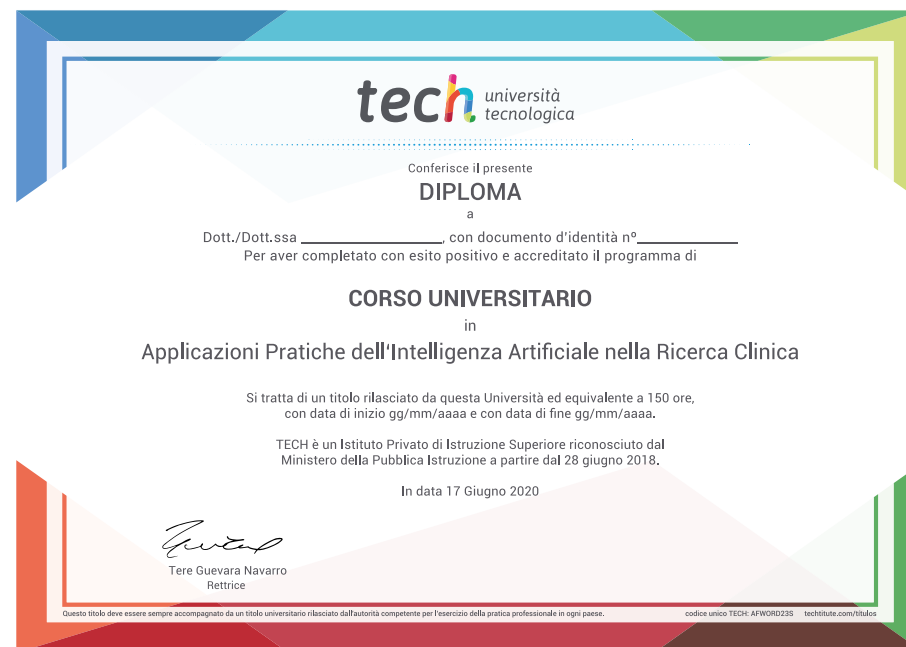 tech università
tecnologica
Conferisce il presente
DIPLOMA
a
Dott./Dott.ssa ________________, con documento d'identità nº____________
Per aver completato con esito positivo e accreditato il programma di
CORSO UNIVERSITARIO
in
Applicazioni Pratiche dell'Intelligenza Artificiale nella Ricerca Clinica
Si tratta di un titolo rilasciato da questa Università ed equivalente a 150 ore,
con data di inizio gg/mm/aaaa e con data di fine gg/mm/aaaa.
TECH è un Istituto Privato di Istruzione Superiore riconosciuto dal
Ministero della Pubblica Istruzione a partire dal 28 giugno 2018.
In data 17 Giugno 2020
Tere Guevara Navarro
Rettrice
Questo titolo deve essere sempre accompagnato da un titolo universitario rilasciato dall'autorità competente per l'esercizio della pratica professionale in ogni paese. codice unico TECH: AFWORD23S techtitute.com/titulos